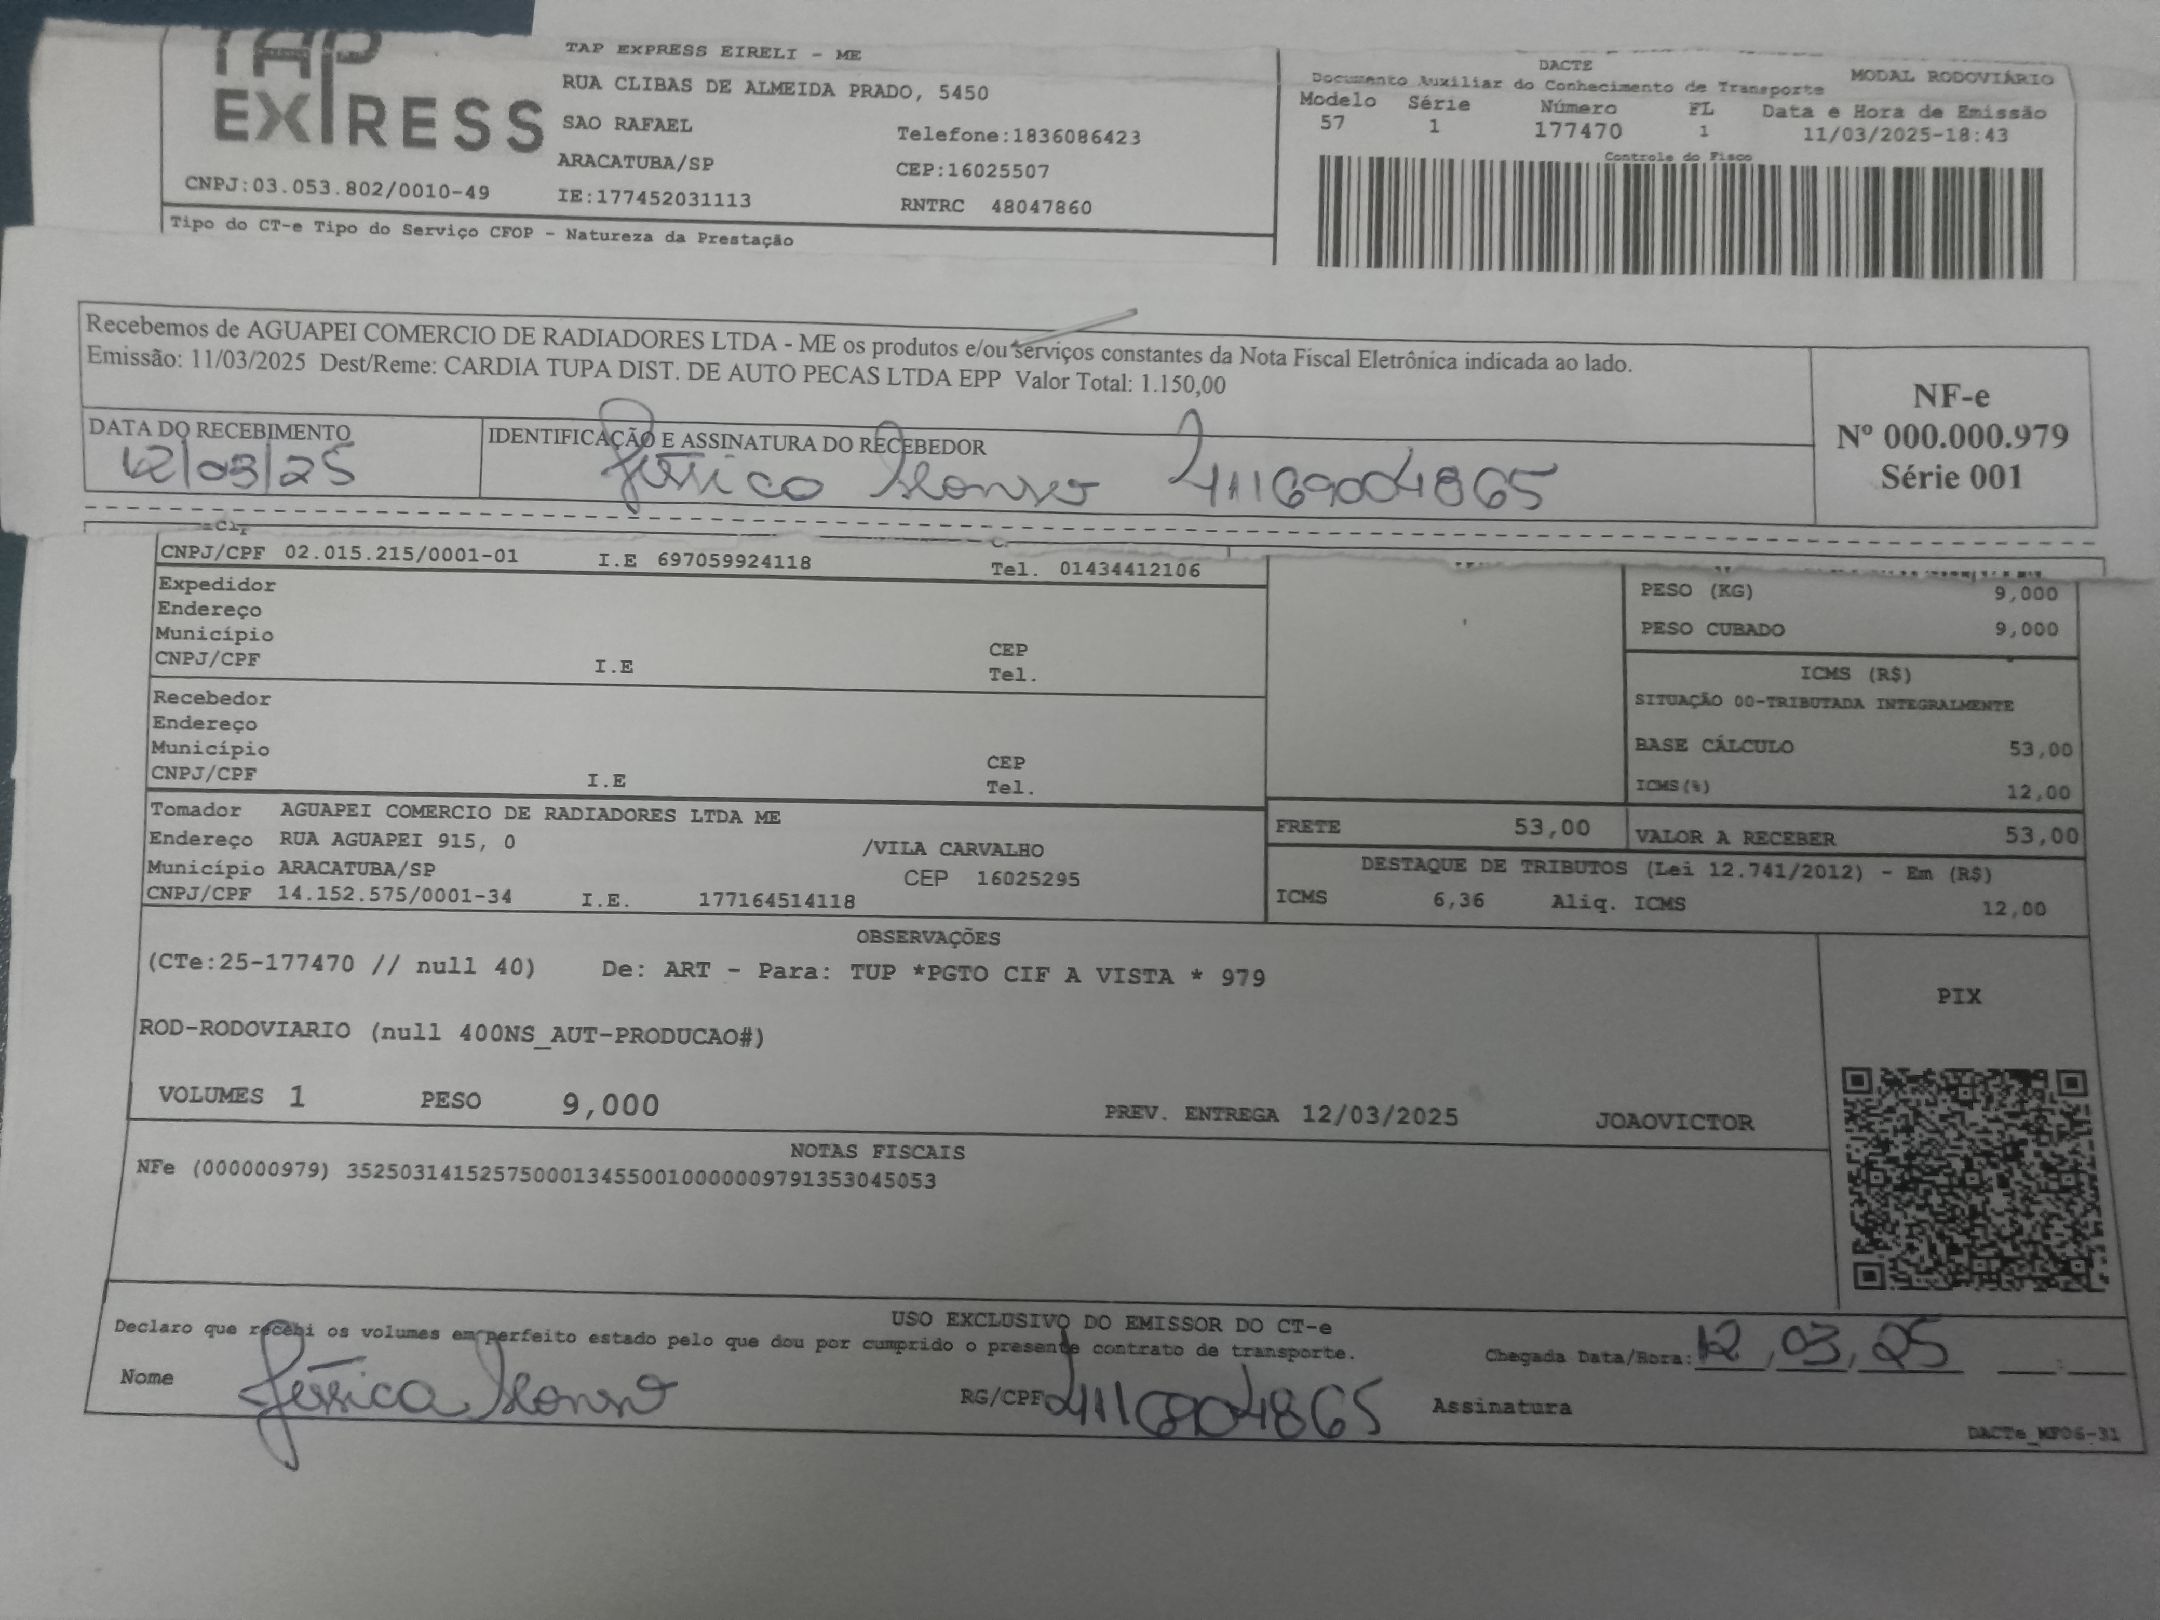 TAP EXPRESS
TAP EXPRESS EIRELI - ME
RUA CLIBAS DE ALMEIDA PRADO, 5450
SAO RAFAEL
Telefone:1836086423
ARACATUBA/SP
CEP:16025507
CNPJ:03.053.802/0010-49
IE:177452031113
RNTRC 48047860
Tipo do CT-e Tipo do Serviço CFOP - Natureza da Prestação
DACTE
MODAL RODOVIÁRIO
Documento Auxiliar do Conhecimento de Transporte
Modelo Série Número FL Data e Hora de Emissão
57 1 177470 1 11/03/2025-18:43
Controle do Fisco
Recebemos de AGUAPEI COMERCIO DE RADIADORES LTDA - ME os produtos e/ou serviços constantes da Nota Fiscal Eletrônica indicada ao lado.
Emissão: 11/03/2025 Dest/Reme: CARDIA TUPA DIST. DE AUTO PECAS LTDA EPP Valor Total: 1.150,00
DATA DO RECEBIMENTO
12/03/25
IDENTIFICAÇÃO E ASSINATURA DO RECEBEDOR
Jéssica Alonso 41169004865
NF-e
Nº 000.000.979
Série 001
CNPJ/CPF 02.015.215/0001-01 I.E 697059924118 Tel. 01434412106
Expedidor
Endereço
Município CEP
CNPJ/CPF I.E Tel.
Recebedor
Endereço
Município CEP
CNPJ/CPF I.E Tel.
Tomador AGUAPEI COMERCIO DE RADIADORES LTDA ME
Endereço RUA AGUAPEI 915, 0 /VILA CARVALHO
Município ARACATUBA/SP CEP 16025295
CNPJ/CPF 14.152.575/0001-34 I.E. 177164514118
PESO (KG) 9,000
PESO CUBADO 9,000
ICMS (R$)
SITUAÇÃO 00-TRIBUTADA INTEGRALMENTE
BASE CÁLCULO 53,00
ICMS(%) 12,00
FRETE 53,00 VALOR A RECEBER 53,00
DESTAQUE DE TRIBUTOS (Lei 12.741/2012) - Em (R$)
ICMS 6,36 Aliq. ICMS 12,00
OBSERVAÇÕES
(CTe:25-177470 // null 40) De: ART - Para: TUP *PGTO CIF A VISTA * 979
ROD-RODOVIARIO (null 400NS_AUT-PRODUCAO#)
VOLUMES 1 PESO 9,000 PREV. ENTREGA 12/03/2025 JOAOVICTOR
PIX
NOTAS FISCAIS
NFe (000000979) 35250314152575000134550010000009791353045053
USO EXCLUSIVO DO EMISSOR DO CT-e
Declaro que recebi os volumes em perfeito estado pelo que dou por cumprido o presente contrato de transporte.
Chegada Data/Hora: 12, 03, 25 :
Nome Jéssica Alonso RG/CPF 41169004865 Assinatura
DACTe_MF06-31